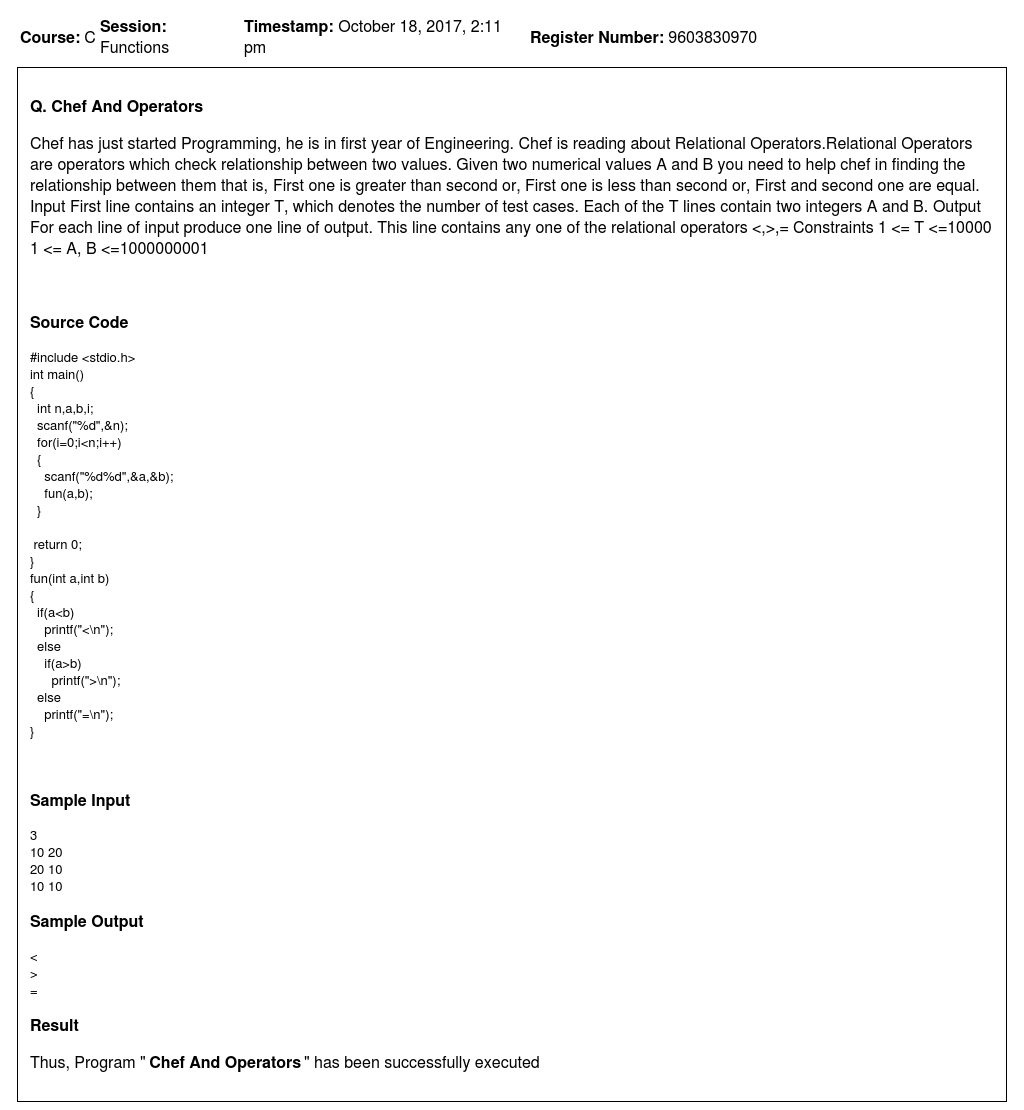 Course: C Session: Functions Timestamp: October 18, 2017, 2:11 pm Register Number: 9603830970
Q. Chef And Operators
Chef has just started Programming, he is in first year of Engineering. Chef is reading about Relational Operators.Relational Operators
are operators which check relationship between two values. Given two numerical values A and B you need to help chef in finding the
relationship between them that is, First one is greater than second or, First one is less than second or, First and second one are equal.
Input First line contains an integer T, which denotes the number of test cases. Each of the T lines contain two integers A and B. Output
For each line of input produce one line of output. This line contains any one of the relational operators <,>,= Constraints 1 <= T <=10000
1 <= A, B <=1000000001
Source Code
#include <stdio.h>
int main()
{
  int n,a,b,i;
  scanf("%d",&n);
  for(i=0;i<n;i++)
  {
    scanf("%d%d",&a,&b);
    fun(a,b);
  }
 return 0;
}
fun(int a,int b)
{
  if(a<b)
    printf("<\n");
  else
    if(a>b)
      printf(">\n");
  else
    printf("=\n");
}
Sample Input
3
10 20
20 10
10 10
Sample Output
<
>
=
Result
Thus, Program " Chef And Operators " has been successfully executed